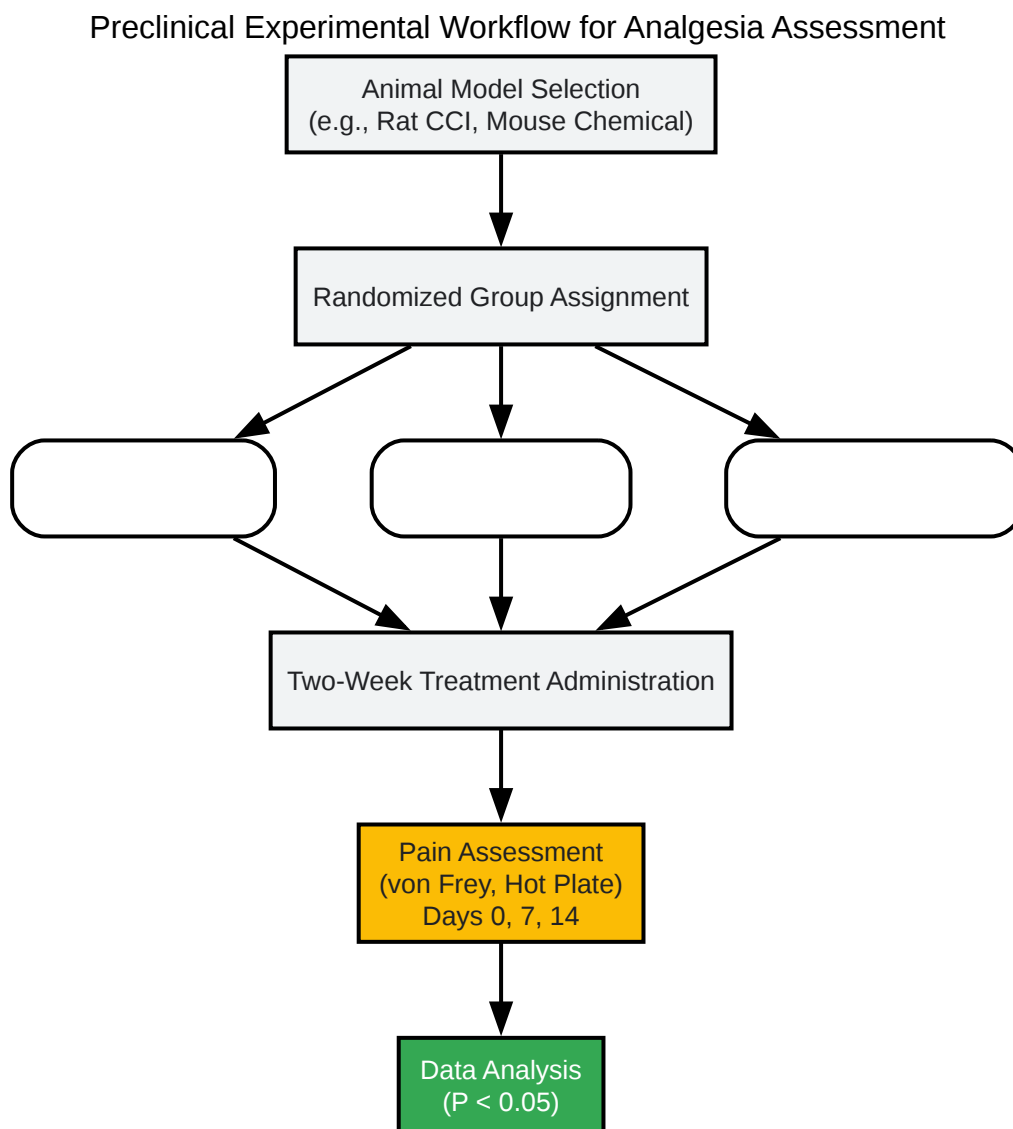 Preclinical Experimental Workflow for Analgesia Assessment
Animal Model Selection
(e.g., Rat CCI, Mouse Chemical)
Randomized Group Assignment
Two-Week Treatment Administration
Pain Assessment
(von Frey, Hot Plate)
Days 0, 7, 14
Data Analysis
(P < 0.05)